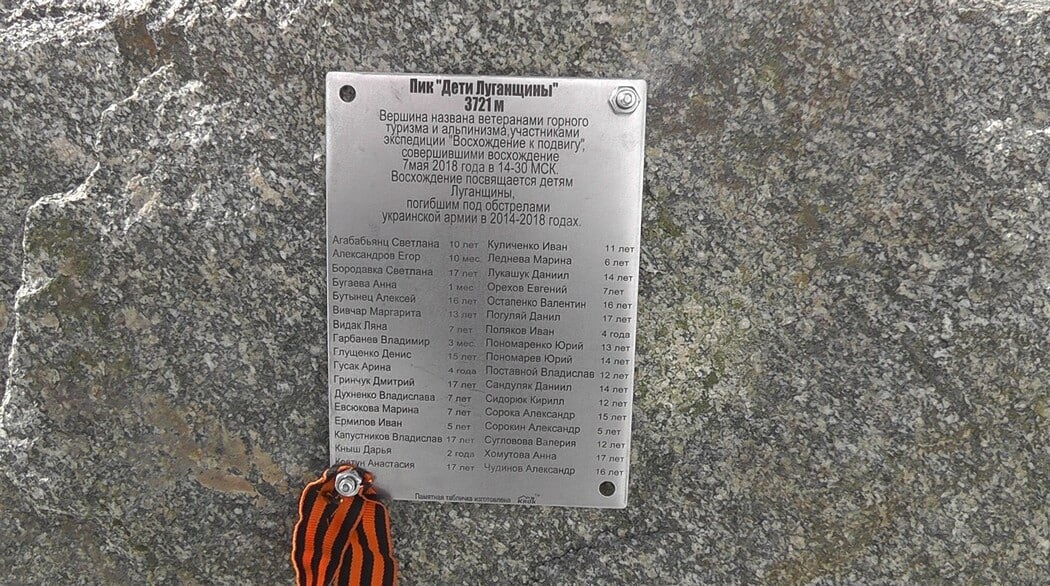 Пик "Дети Луганщины"
3721 м
Вершина названа ветеранами горного
туризма и альпинизма,участниками
экспедиции "Восхождение к подвигу",
совершившими восхождение
7мая 2018 года в 14-30 МСК.
Восхождение посвящается детям
Луганщины,
погибшим под обстрелами
украинской армии в 2014-2018 годах.
Агабабьянц Светлана 10 лет
Александров Егор 10 мес.
Бородавка Светлана 17 лет
Бугаева Анна 1 мес.
Бутынец Алексей 16 лет
Вивчар Маргарита 13 лет
Видак Ляна 7 лет
Гарбанев Владимир 3 мес.
Глущенко Денис 15 лет
Гусак Арина 4 года
Гринчук Дмитрий 17 лет
Духненко Владислава 7 лет
Евсюкова Марина 7 лет
Ермилов Иван 5 лет
Капустников Владислав 17 лет
Кныш Дарья 2 года
Анастасия 17 лет
Куличенко Иван 11 лет
Леднева Марина 6 лет
Лукашук Даниил 14 лет
Орехов Евгений 7лет
Остапенко Валентин 16 лет
Погуляй Данил 17 лет
Поляков Иван 4 года
Пономаренко Юрий 13 лет
Пономарев Юрий 14 лет
Поставной Владислав 12 лет
Сандуляк Даниил 14 лет
Сидорюк Кирилл 12 лет
Сорока Александр 15 лет
Сорокин Александр 5 лет
Сугловова Валерия 12 лет
Хомутова Анна 17 лет
Чудинов Александр 16 лет
Памятная табличка изготовлена